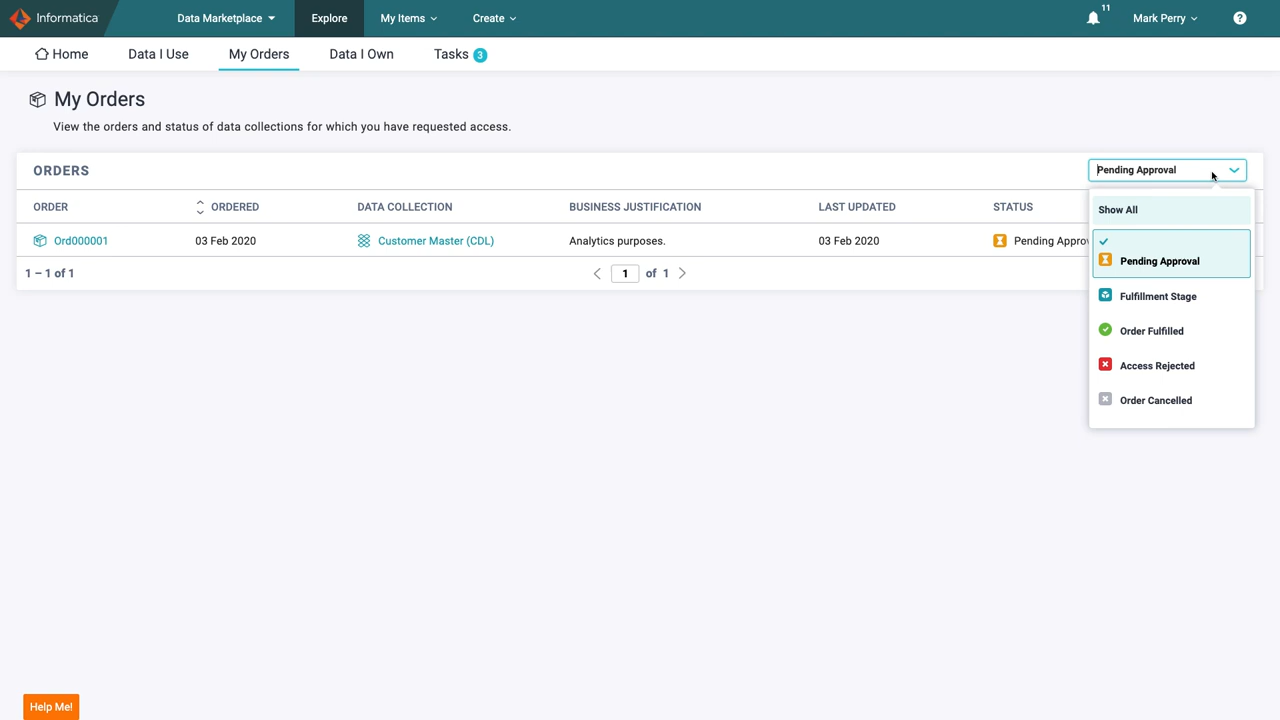 Informatica Data Marketplace Explore My Items Create 11 Mark Perry ?
Home Data I Use My Orders Data I Own Tasks 3
My Orders
View the orders and status of data collections for which you have requested access.
ORDERS Pending Approval
ORDER ORDERED DATA COLLECTION BUSINESS JUSTIFICATION LAST UPDATED STATUS
Ord000001 03 Feb 2020 Customer Master (CDL) Analytics purposes. 03 Feb 2020 Pending Approv
1 – 1 of 1 1 of 1
Show All
Pending Approval
Fulfillment Stage
Order Fulfilled
Access Rejected
Order Cancelled
Help Me!